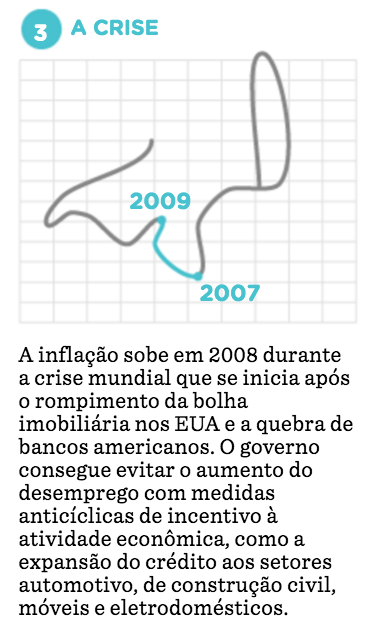 3 A CRISE
2009
2007
A inflação sobe em 2008 durante
a crise mundial que se inicia após
o rompimento da bolha
imobiliária nos EUA e a quebra de
bancos americanos. O governo
consegue evitar o aumento do
desemprego com medidas
anticíclicas de incentivo à
atividade econômica, como a
expansão do crédito aos setores
automotivo, de construção civil,
móveis e eletrodomésticos.